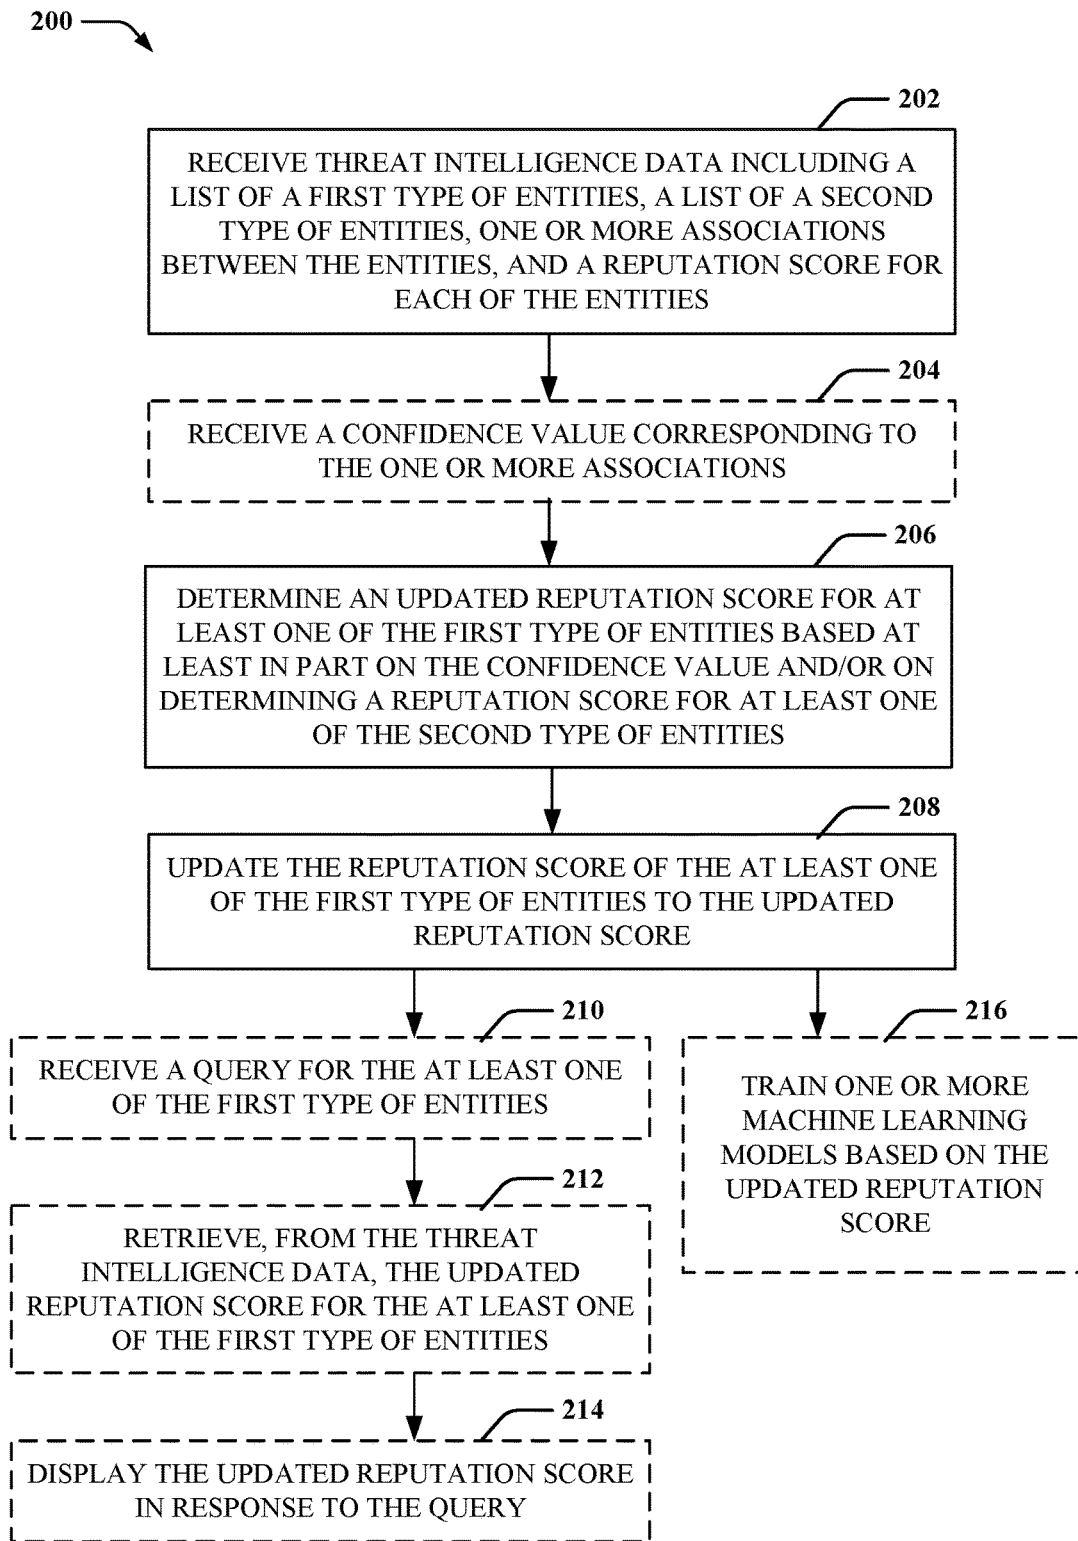 200
202
RECEIVE THREAT INTELLIGENCE DATA INCLUDING A
LIST OF A FIRST TYPE OF ENTITIES, A LIST OF A SECOND
TYPE OF ENTITIES, ONE OR MORE ASSOCIATIONS
BETWEEN THE ENTITIES, AND A REPUTATION SCORE FOR
EACH OF THE ENTITIES
204
RECEIVE A CONFIDENCE VALUE CORRESPONDING TO
THE ONE OR MORE ASSOCIATIONS
206
DETERMINE AN UPDATED REPUTATION SCORE FOR AT
LEAST ONE OF THE FIRST TYPE OF ENTITIES BASED AT
LEAST IN PART ON THE CONFIDENCE VALUE AND/OR ON
DETERMINING A REPUTATION SCORE FOR AT LEAST ONE
OF THE SECOND TYPE OF ENTITIES
208
UPDATE THE REPUTATION SCORE OF THE AT LEAST ONE
OF THE FIRST TYPE OF ENTITIES TO THE UPDATED
REPUTATION SCORE
210
RECEIVE A QUERY FOR THE AT LEAST ONE
OF THE FIRST TYPE OF ENTITIES
212
RETRIEVE, FROM THE THREAT
INTELLIGENCE DATA, THE UPDATED
REPUTATION SCORE FOR THE AT LEAST ONE
OF THE FIRST TYPE OF ENTITIES
214
DISPLAY THE UPDATED REPUTATION SCORE
IN RESPONSE TO THE QUERY
216
TRAIN ONE OR MORE
MACHINE LEARNING
MODELS BASED ON THE
UPDATED REPUTATION
SCORE